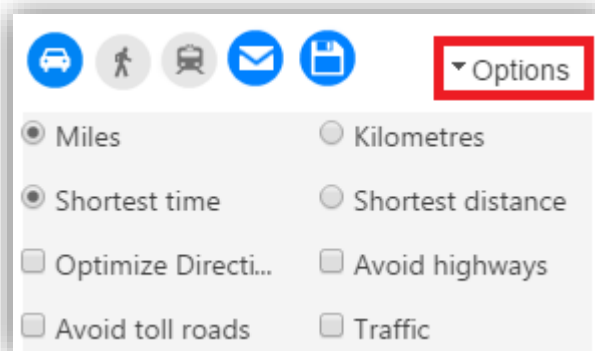 Options
Miles Kilometres
Shortest time Shortest distance
Optimize Directi... Avoid highways
Avoid toll roads Traffic